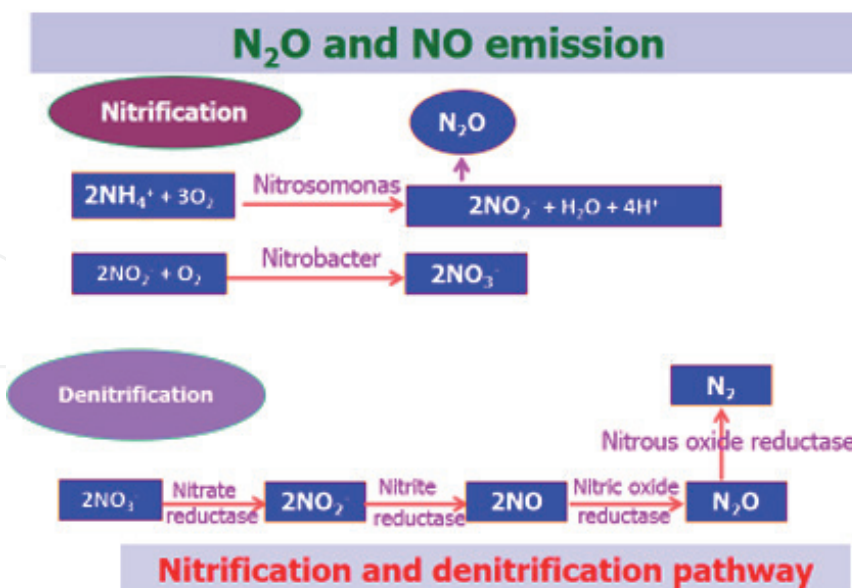 N₂O and NO emission
Nitrification
N₂O
2NH₄⁺ + 3O₂
Nitrosomonas
2NO₂⁻ + H₂O + 4H⁺
2NO₂⁻ + O₂
Nitrobacter
2NO₃⁻
Denitrification
N₂
Nitrous oxide reductase
2NO₃⁻
Nitrate
reductase
2NO₂⁻
Nitrite
reductase
2NO
Nitric oxide
reductase
N₂O
Nitrification and denitrification pathway